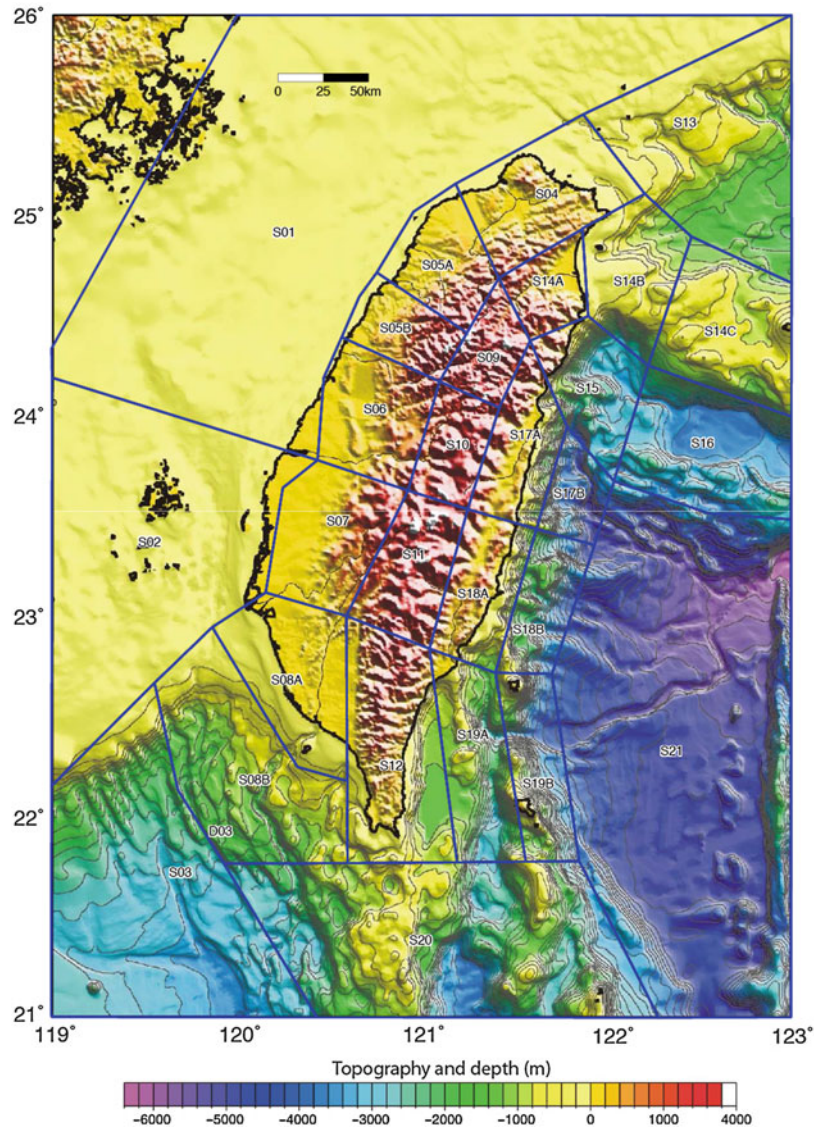 26°
0 25 50km
S13
25°
S04
S01
S05A
S14A
S14B
S05B
S14C
S09
S15
24°
S06
S17A
S10
S16
S17B
S07
S11
S02
S18A
23°
S18B
S08A
S19A
S21
S12
S08B
S19B
22°
D03
S03
S20
21°
119° 120° 121° 122° 123°
Topography and depth (m)
−6000 −5000 −4000 −3000 −2000 −1000 0 1000 4000